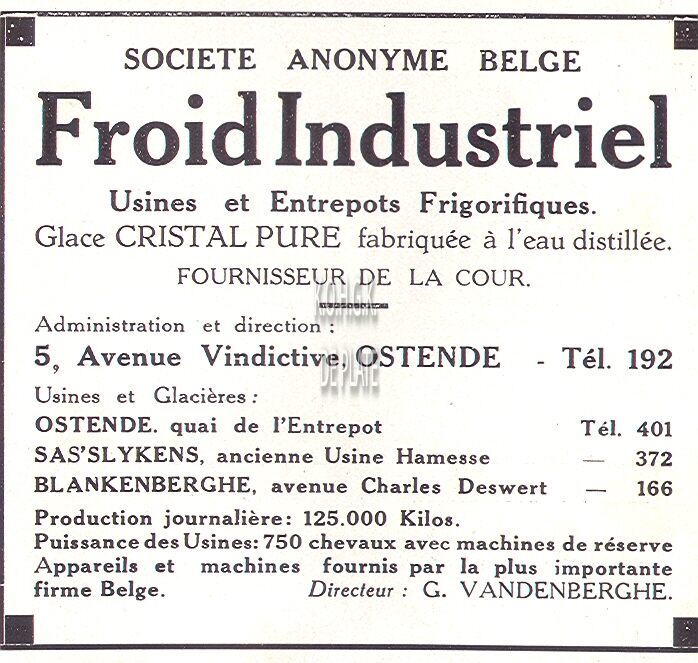 SOCIETE ANONYME BELGE
Froid Industriel
Usines et Entrepots Frigorifiques.
Glace CRISTAL PURE fabriquée à l'eau distillée.
FOURNISSEUR DE LA COUR.
KOHGK
Administration et direction :
5, Avenue Vindictive, OSTENDE - Tél. 192
DE PLATE
Usines et Glacières :
OSTENDE. quai de l'Entrepot Tél. 401
SAS'SLYKENS, ancienne Usine Hamesse — 372
BLANKENBERGHE, avenue Charles Deswert — 166
Production journalière: 125.000 Kilos.
Puissance des Usines: 750 chevaux avec machines de réserve
Appareils et machines fournis par la plus importante
firme Belge. Directeur : G. VANDENBERGHE.